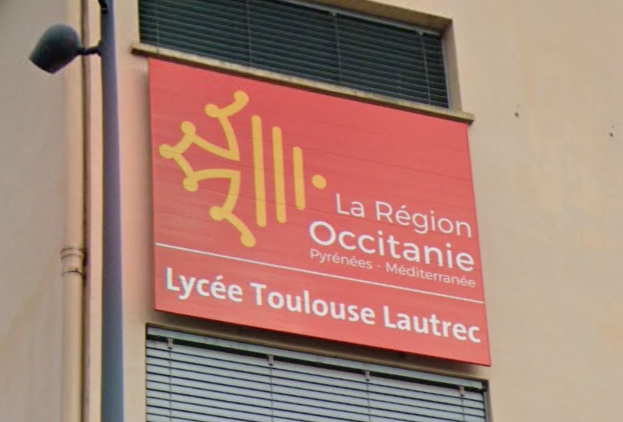 La Région
Occitanie
Pyrénées - Méditerranée
Lycée Toulouse Lautrec